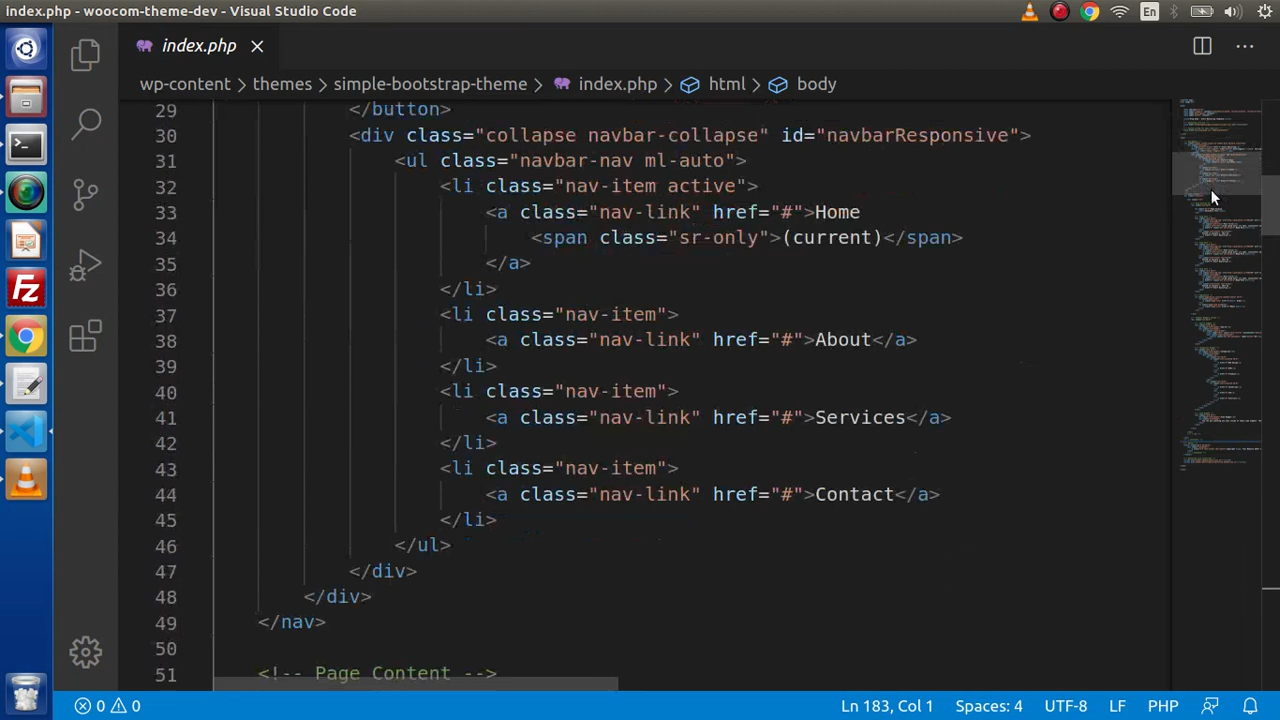 index.php - woocom-theme-dev - Visual Studio Code
En
index.php
wp-content
themes
simple-bootstrap-theme
index.php
html
body
29 </button>
30 <div class="collapse navbar-collapse" id="navbarResponsive">
31 <ul class="navbar-nav ml-auto">
32 <li class="nav-item active">
33 <a class="nav-link" href="#">Home
34 <span class="sr-only">(current)</span>
35 </a>
36 </li>
37 <li class="nav-item">
38 <a class="nav-link" href="#">About</a>
39 </li>
40 <li class="nav-item">
41 <a class="nav-link" href="#">Services</a>
42 </li>
43 <li class="nav-item">
44 <a class="nav-link" href="#">Contact</a>
45 </li>
46 </ul>
47 </div>
48 </div>
49 </nav>
50
51 <!-- Page Content -->
0 0 Ln 183, Col 1 Spaces: 4 UTF-8 LF PHP